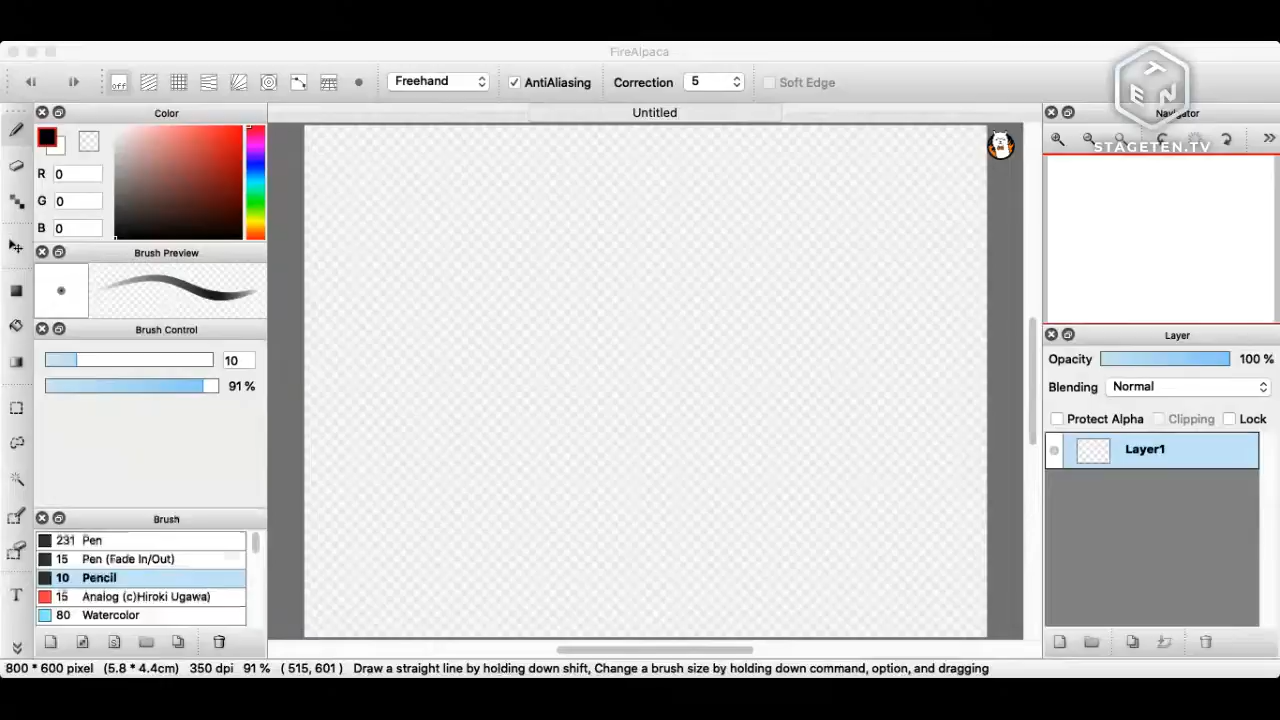 FireAlpaca
off Freehand AntiAliasing Correction 5 Soft Edge
TEN
STAGETEN.TV
Color
Untitled
Navigator
R 0
G 0
B 0
Brush Preview
Brush Control
10
91 %
Layer
Opacity 100 %
Blending Normal
Protect Alpha Clipping Lock
Layer1
Brush
231 Pen
15 Pen (Fade In/Out)
10 Pencil
15 Analog (c)Hiroki Ugawa)
80 Watercolor
T
800 * 600 pixel (5.8 * 4.4cm) 350 dpi 91 % ( 515, 601 ) Draw a straight line by holding down shift, Change a brush size by holding down command, option, and dragging